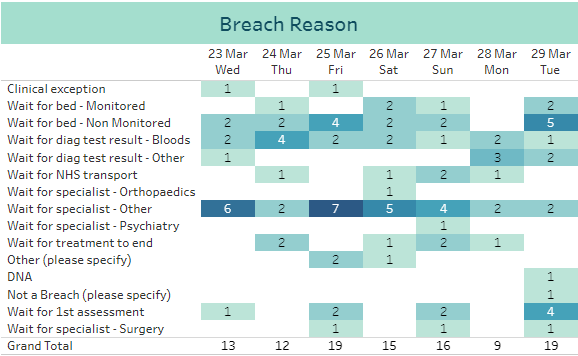 Breach Reason
23 Mar 24 Mar 25 Mar 26 Mar 27 Mar 28 Mar 29 Mar
Wed Thu Fri Sat Sun Mon Tue
Clinical exception 1 1
Wait for bed - Monitored 1 2 1 2
Wait for bed - Non Monitored 2 2 4 2 2 5
Wait for diag test result - Bloods 2 4 2 2 1 2 1
Wait for diag test result - Other 1 3 2
Wait for NHS transport 1 1 2 1
Wait for specialist - Orthopaedics 1
Wait for specialist - Other 6 2 7 5 4 2 2
Wait for specialist - Psychiatry 1
Wait for treatment to end 2 1 2 1
Other (please specify) 2 1
DNA 1
Not a Breach (please specify) 1
Wait for 1st assessment 1 2 2 4
Wait for specialist - Surgery 1 1 1
Grand Total 13 12 19 15 16 9 19